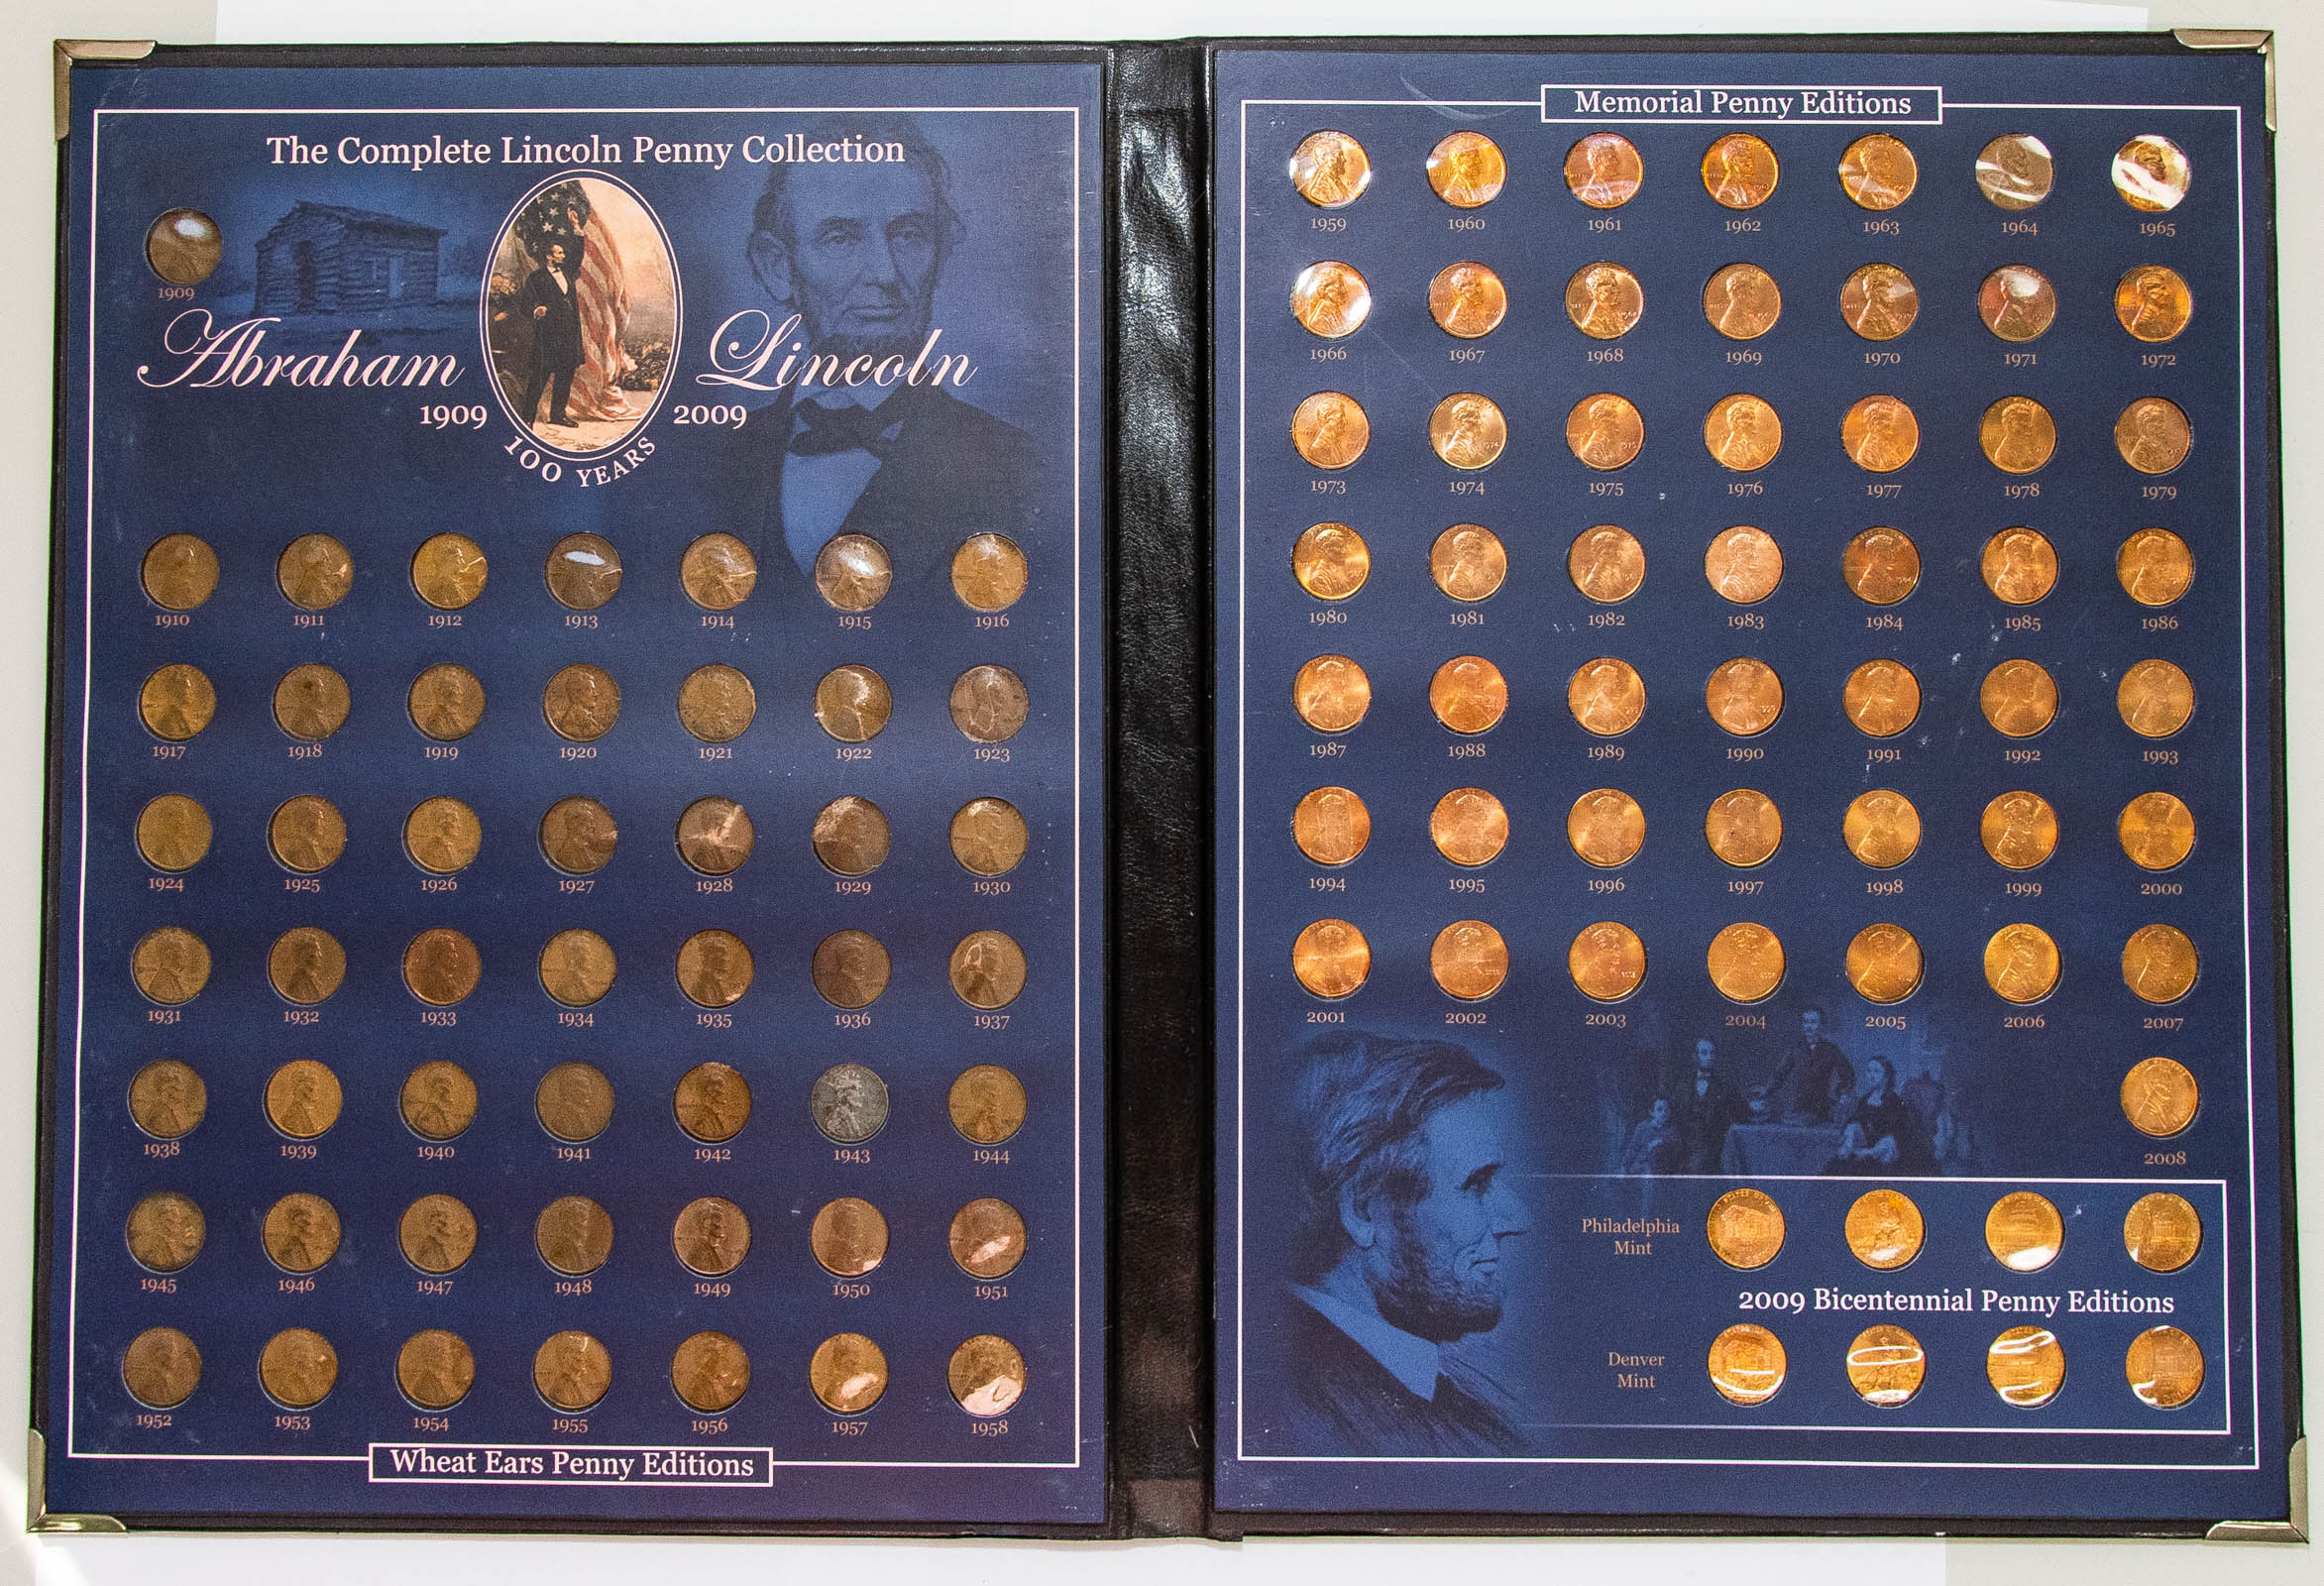 The Complete Lincoln Penny Collection
1909
Abraham Lincoln
1909 2009
100 YEARS
1910 1911 1912 1913 1914 1915 1916
1917 1918 1919 1920 1921 1922 1923
1924 1925 1926 1927 1928 1929 1930
1931 1932 1933 1934 1935 1936 1937
1938 1939 1940 1941 1942 1943 1944
1945 1946 1947 1948 1949 1950 1951
1952 1953 1954 1955 1956 1957 1958
Wheat Ears Penny Editions
Memorial Penny Editions
1959 1960 1961 1962 1963 1964 1965
1966 1967 1968 1969 1970 1971 1972
1973 1974 1975 1976 1977 1978 1979
1980 1981 1982 1983 1984 1985 1986
1987 1988 1989 1990 1991 1992 1993
1994 1995 1996 1997 1998 1999 2000
2001 2002 2003 2004 2005 2006 2007
2008
Philadelphia
Mint
2009 Bicentennial Penny Editions
Denver
Mint